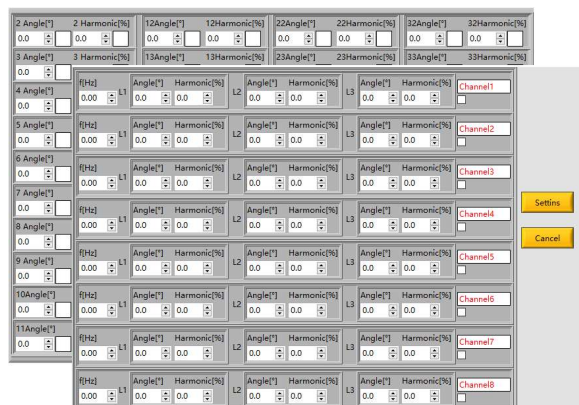 2 Angle[°] 2 Harmonic[%] 12Angle[°] 12Harmonic[%] 22Angle[°] 22Harmonic[%] 32Angle[°] 32Harmonic[%]
0.0 0.0 0.0 0.0 0.0 0.0 0.0 0.0
3 Angle[°] 3 Harmonic[%] 13Angle[°] 13Harmonic[%] 23Angle[°] 23Harmonic[%] 33Angle[°] 33Harmonic[%]
0.0
4 Angle[°]
0.0
5 Angle[°]
0.0
6 Angle[°]
0.0
7 Angle[°]
0.0
8 Angle[°]
0.0
9 Angle[°]
0.0
10Angle[°]
0.0
11Angle[°]
0.0
f[Hz] Angle[°] Harmonic[%] Angle[°] Harmonic[%] Angle[°] Harmonic[%] Channel1
0.00 L1 0.0 0.0 L2 0.0 0.0 L3 0.0 0.0
f[Hz] Angle[°] Harmonic[%] Angle[°] Harmonic[%] Angle[°] Harmonic[%] Channel2
0.00 L1 0.0 0.0 L2 0.0 0.0 L3 0.0 0.0
f[Hz] Angle[°] Harmonic[%] Angle[°] Harmonic[%] Angle[°] Harmonic[%] Channel3
0.00 L1 0.0 0.0 L2 0.0 0.0 L3 0.0 0.0
f[Hz] Angle[°] Harmonic[%] Angle[°] Harmonic[%] Angle[°] Harmonic[%] Channel4
0.00 L1 0.0 0.0 L2 0.0 0.0 L3 0.0 0.0
f[Hz] Angle[°] Harmonic[%] Angle[°] Harmonic[%] Angle[°] Harmonic[%] Channel5
0.00 L1 0.0 0.0 L2 0.0 0.0 L3 0.0 0.0
f[Hz] Angle[°] Harmonic[%] Angle[°] Harmonic[%] Angle[°] Harmonic[%] Channel6
0.00 L1 0.0 0.0 L2 0.0 0.0 L3 0.0 0.0
f[Hz] Angle[°] Harmonic[%] Angle[°] Harmonic[%] Angle[°] Harmonic[%] Channel7
0.00 L1 0.0 0.0 L2 0.0 0.0 L3 0.0 0.0
f[Hz] Angle[°] Harmonic[%] Angle[°] Harmonic[%] Angle[°] Harmonic[%] Channel8
0.00 L1 0.0 0.0 L2 0.0 0.0 L3 0.0 0.0
Settins
Cancel